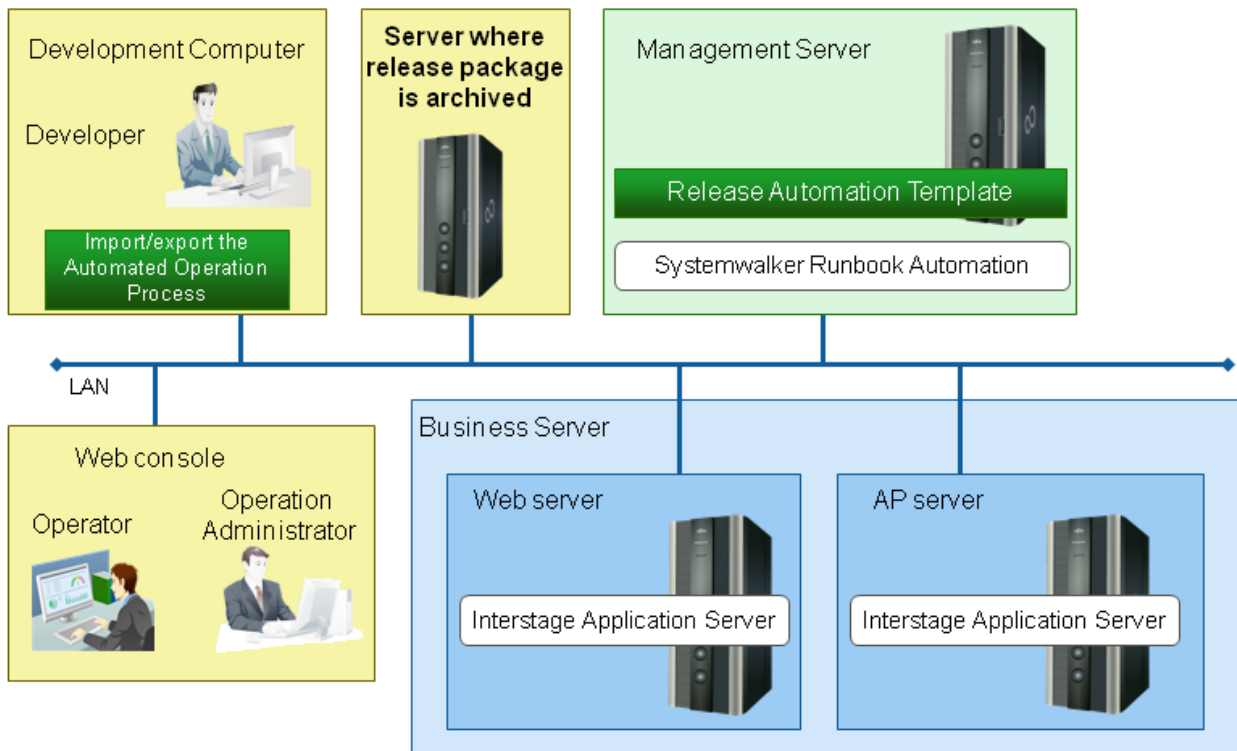 Development Computer
Developer
Import/export the
Automated Operation
Process
Server where
release package
is archived
Management Server
Release Automation Template
Systemwalker Runbook Automation
LAN
Web console
Operator
Operation
Administrator
Business Server
Web server
Interstage Application Server
AP server
Interstage Application Server